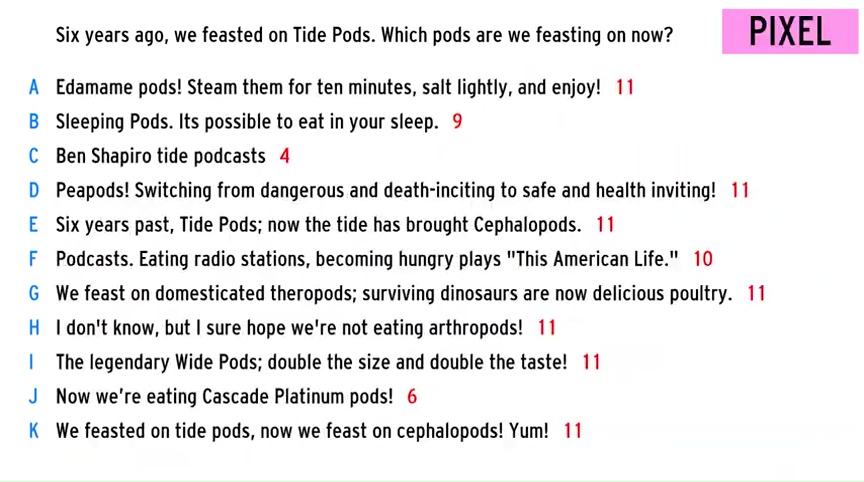 Six years ago, we feasted on Tide Pods. Which pods are we feasting on now?
PIXEL
A Edamame pods! Steam them for ten minutes, salt lightly, and enjoy! 11
B Sleeping Pods. Its possible to eat in your sleep. 9
C Ben Shapiro tide podcasts 4
D Peapods! Switching from dangerous and death-inciting to safe and health inviting! 11
E Six years past, Tide Pods; now the tide has brought Cephalopods. 11
F Podcasts. Eating radio stations, becoming hungry plays "This American Life." 10
G We feast on domesticated theropods; surviving dinosaurs are now delicious poultry. 11
H I don't know, but I sure hope we're not eating arthropods! 11
I The legendary Wide Pods; double the size and double the taste! 11
J Now we're eating Cascade Platinum pods! 6
K We feasted on tide pods, now we feast on cephalopods! Yum! 11